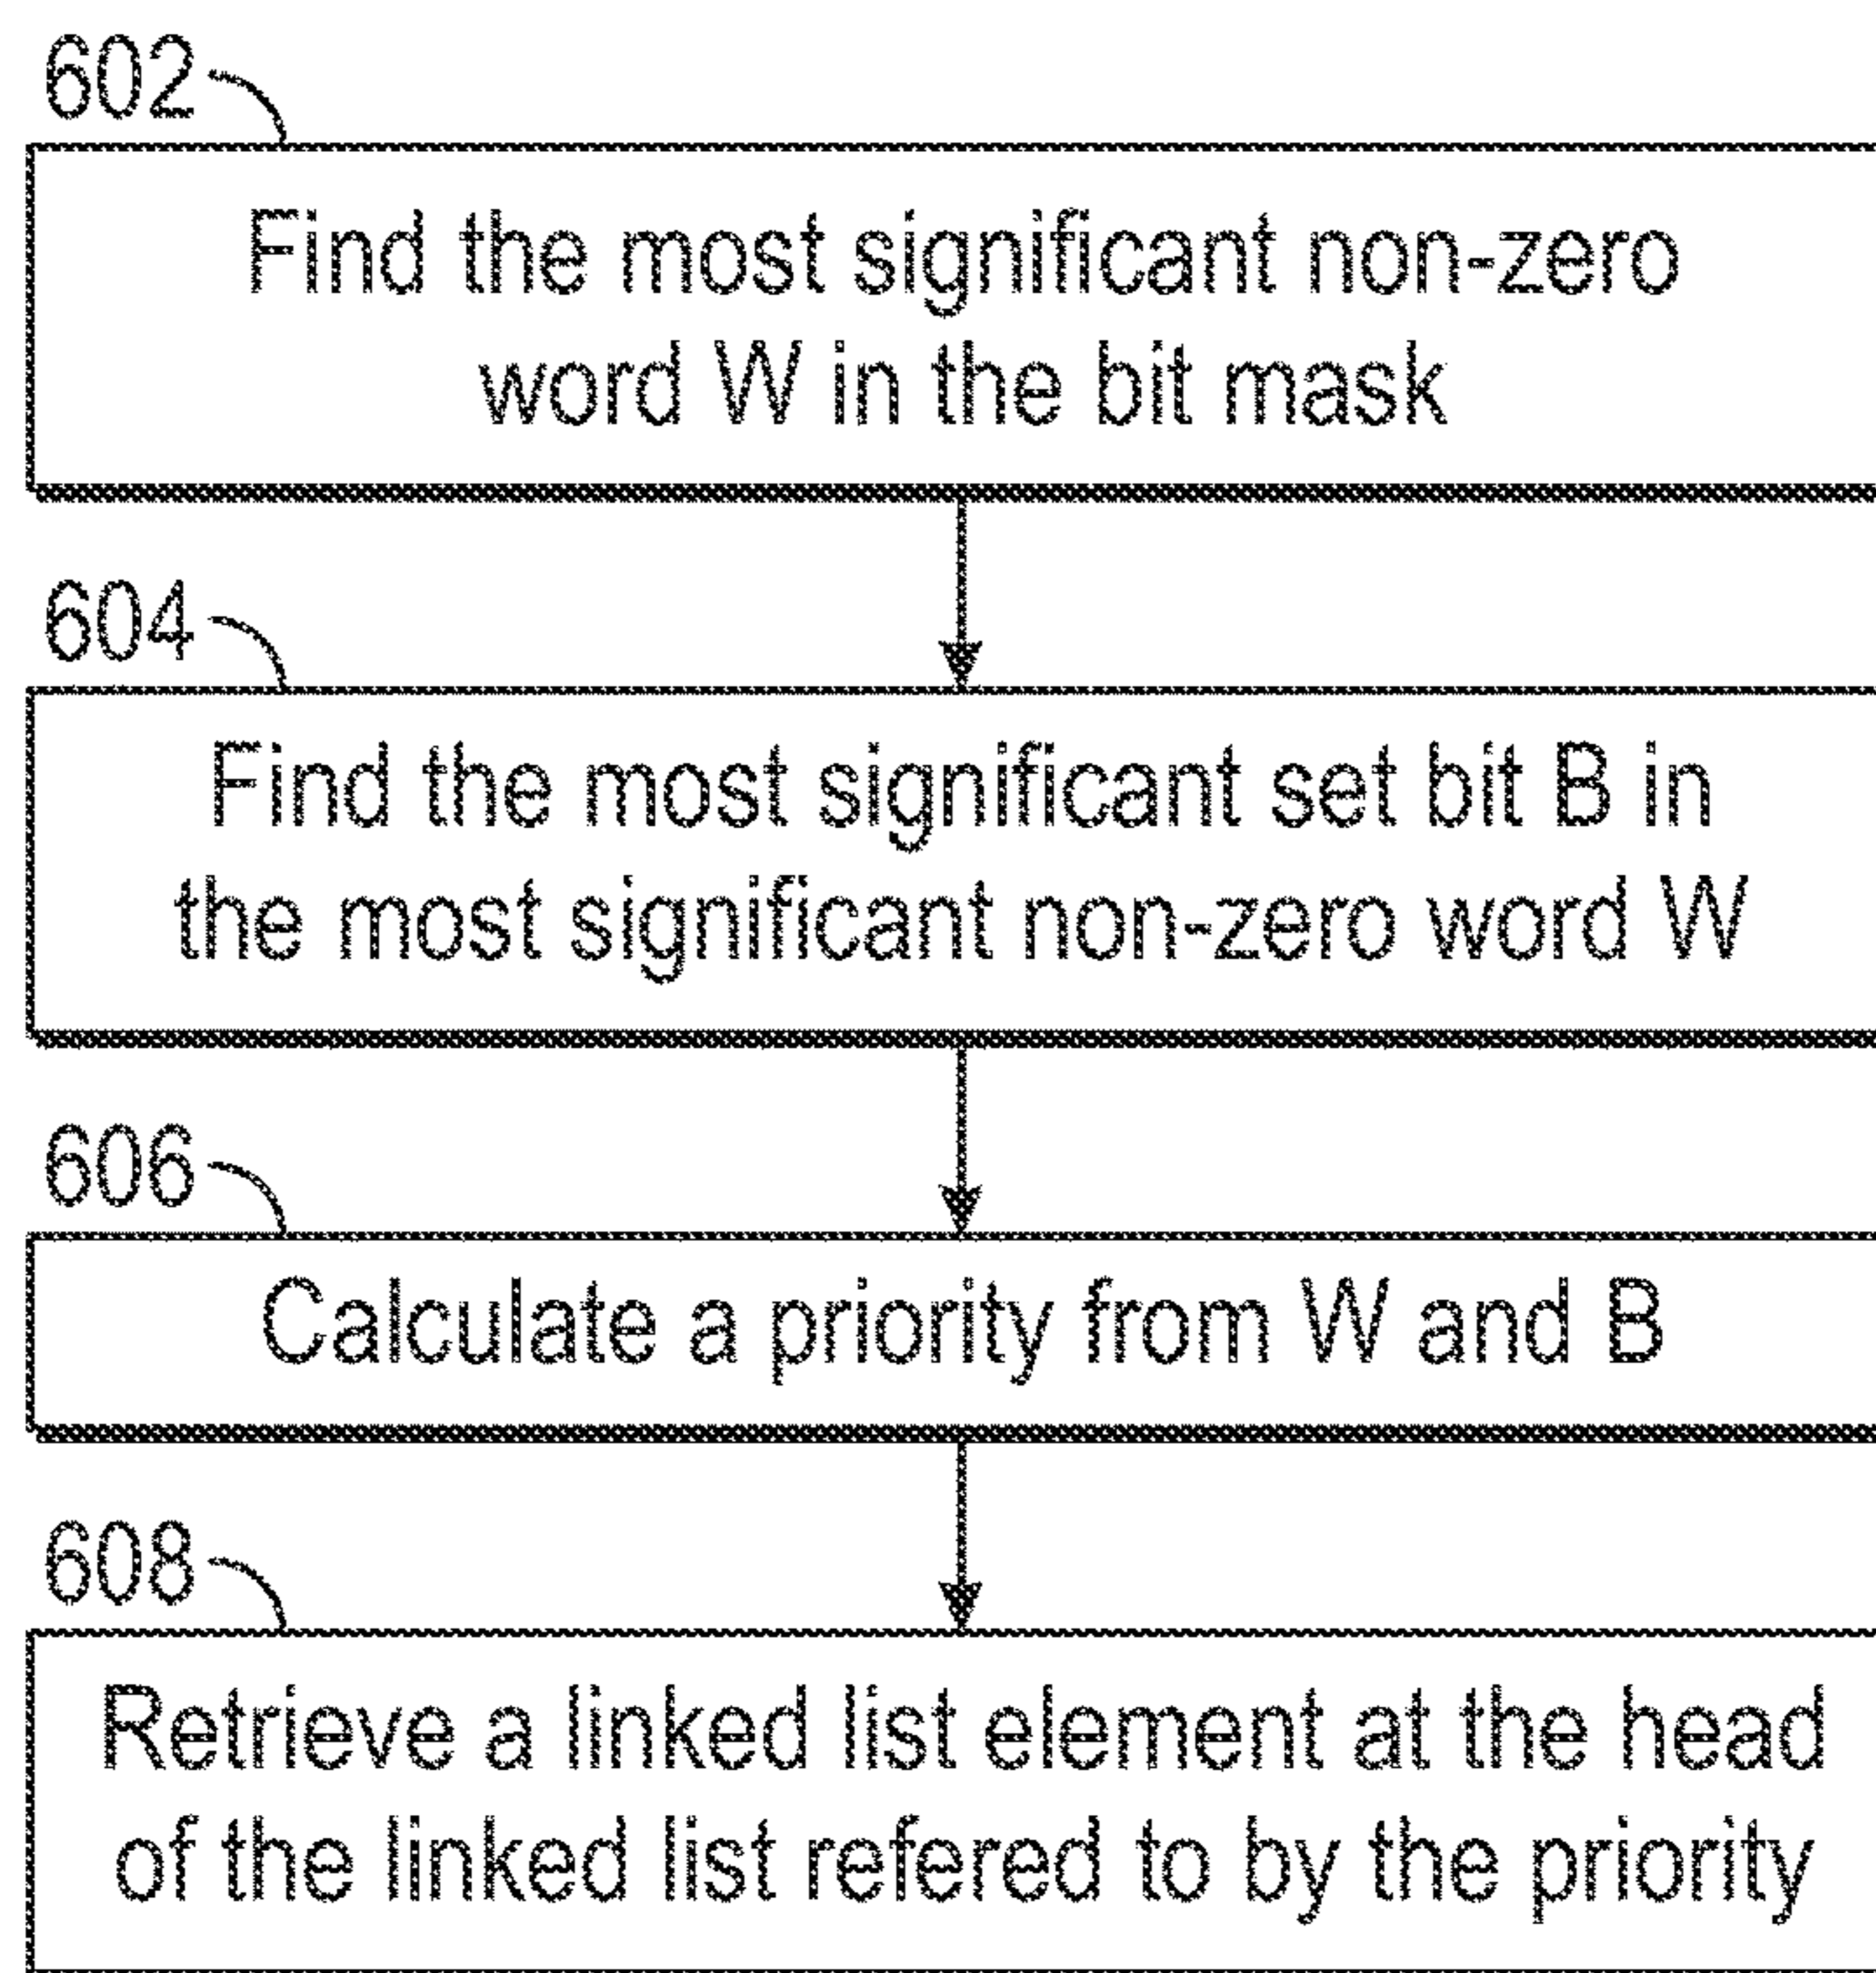 602
Find the most significant non-zero
word W in the bit mask
604
Find the most significant set bit B in
the most significant non-zero word W
606
Calculate a priority from W and B
608
Retrieve a linked list element at the head
of the linked list refered to by the priority